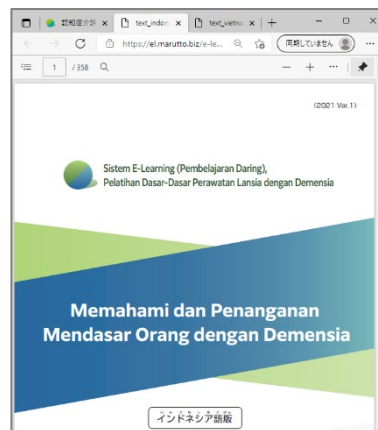 認知症介護
text_indon
text_vietna
https://el.marutto.biz/e-le...
同期していません
1 / 358
(2021 Var.1)
Sistem E-Learning (Pembelajaran Daring),
Pelatihan Dasar-Dasar Perawatan Lansia dengan Demensia
Memahami dan Penanganan
Mendasar Orang dengan Demensia
インドネシア語版